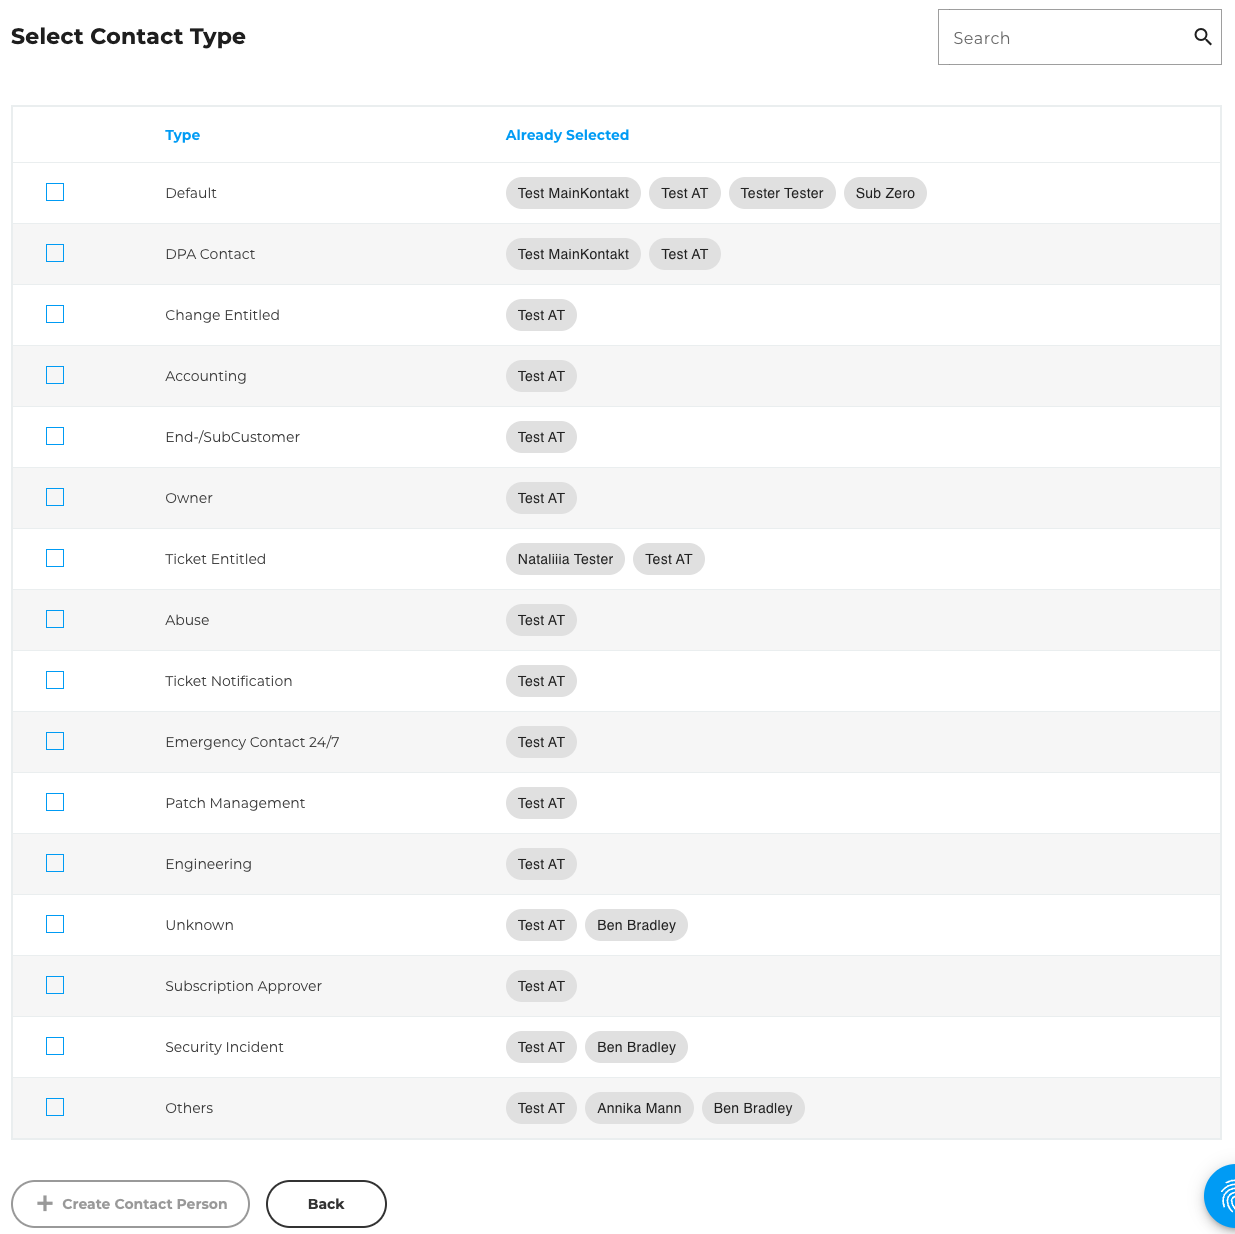 Select Contact Type
Search
Type Already Selected
Default Test MainKontakt Test AT Tester Tester Sub Zero
DPA Contact Test MainKontakt Test AT
Change Entitled Test AT
Accounting Test AT
End-/SubCustomer Test AT
Owner Test AT
Ticket Entitled Nataliiia Tester Test AT
Abuse Test AT
Ticket Notification Test AT
Emergency Contact 24/7 Test AT
Patch Management Test AT
Engineering Test AT
Unknown Test AT Ben Bradley
Subscription Approver Test AT
Security Incident Test AT Ben Bradley
Others Test AT Annika Mann Ben Bradley
Create Contact Person Back